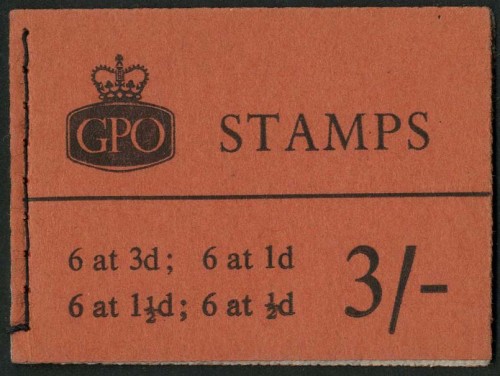 GPO STAMPS
6 at 3d; 6 at 1d
6 at 1½d; 6 at ½d 3/-